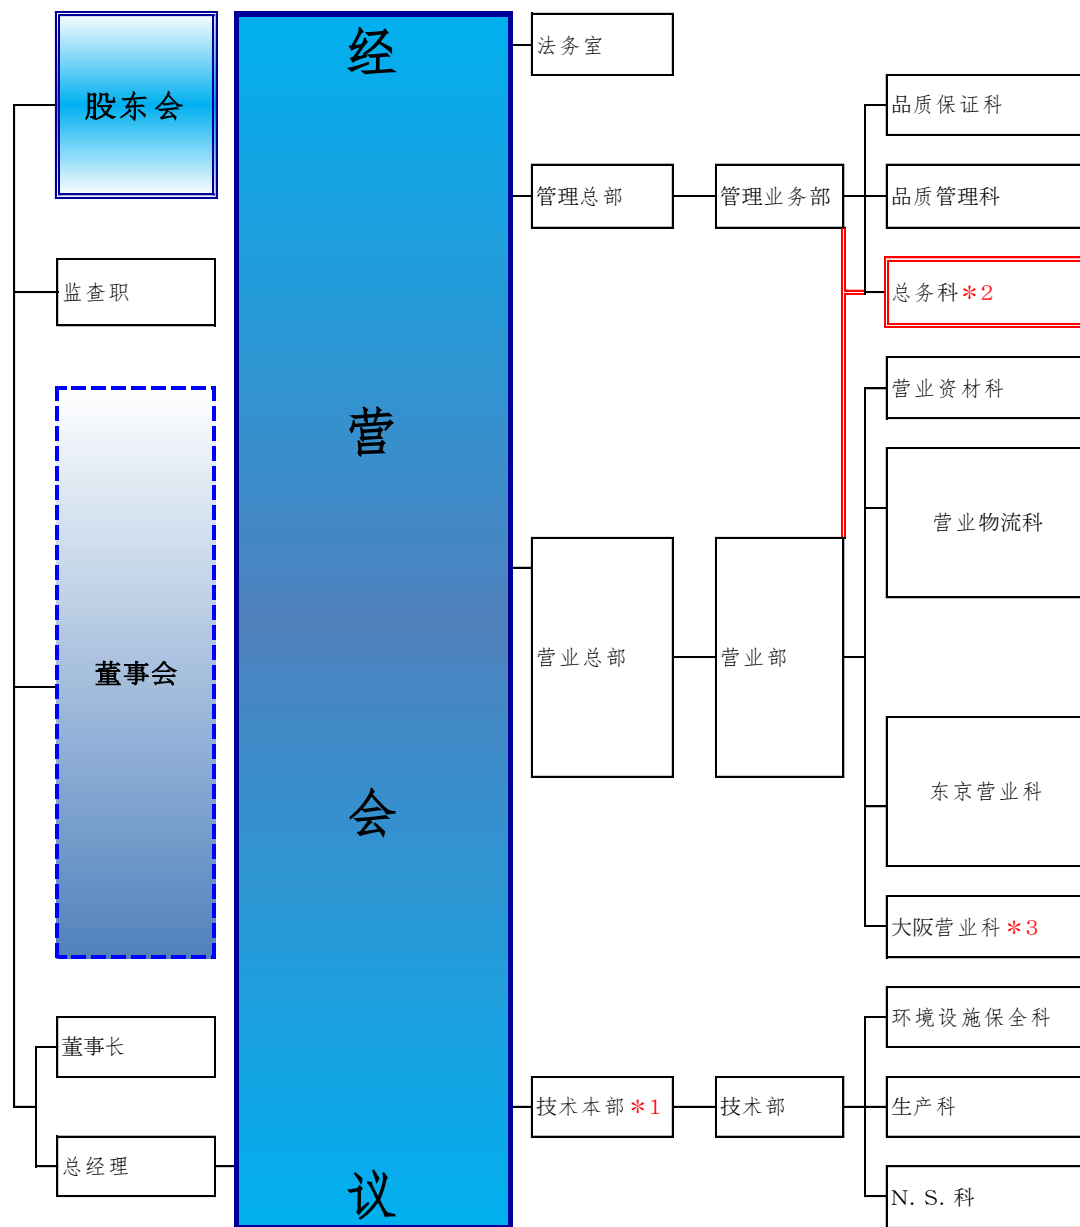 股东会
监查职
董事会
董事长
总经理
经
营
会
议
法务室
管理总部
管理业务部
品质保证科
品质管理科
总务科*2
营业总部
营业部
营业资材科
营业物流科
东京营业科
大阪营业科*3
技术本部*1
技术部
环境设施保全科
生产科
N. S. 科